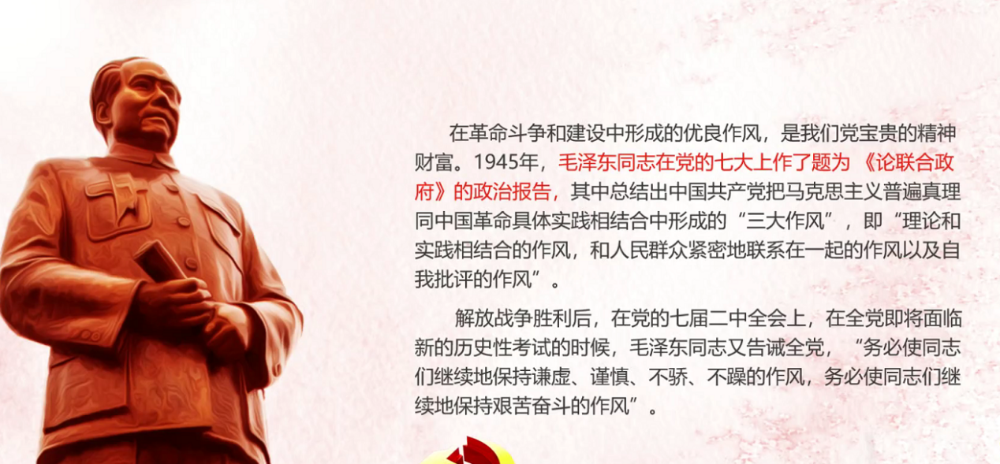 在革命斗争和建设中形成的优良作风，是我们党宝贵的精神
财富。1945年，毛泽东同志在党的七大上作了题为 《论联合政
府》的政治报告，其中总结出中国共产党把马克思主义普遍真理
同中国革命具体实践相结合中形成的“三大作风”，即“理论和
实践相结合的作风，和人民群众紧密地联系在一起的作风以及自
我批评的作风”。
解放战争胜利后，在党的七届二中全会上，在全党即将面临
新的历史性考试的时候，毛泽东同志又告诫全党，“务必使同志
们继续地保持谦虚、谨慎、不骄、不躁的作风，务必使同志们继
续地保持艰苦奋斗的作风”。